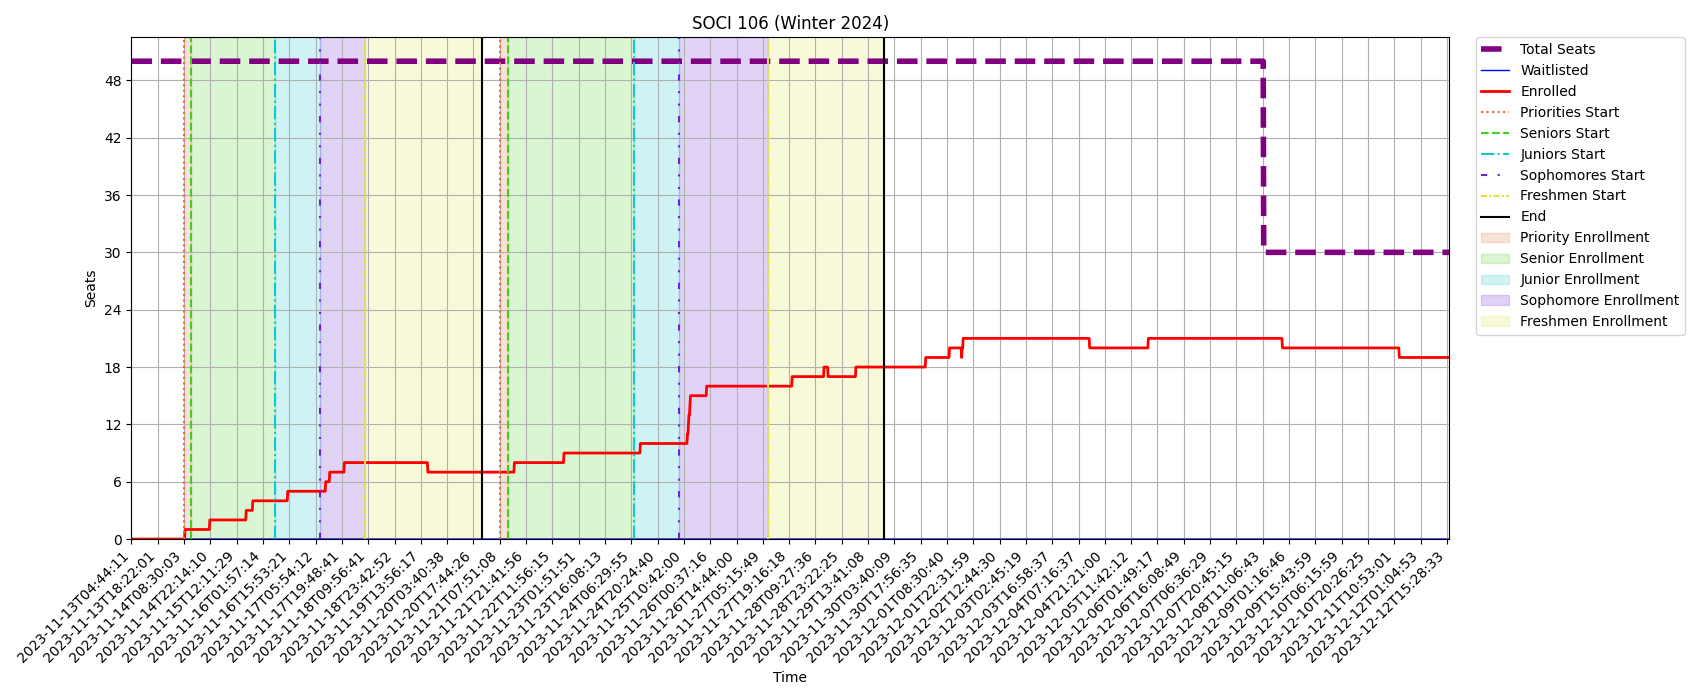 SOCI 106 (Winter 2024)
Seats
48
42
36
30
24
18
12
6
0
2023-11-13T04:44:11
2023-11-13T18:22:01
2023-11-14T08:30:03
2023-11-14T22:14:10
2023-11-15T12:11:29
2023-11-16T01:57:14
2023-11-16T15:53:21
2023-11-17T05:54:12
2023-11-17T19:48:41
2023-11-18T09:56:41
2023-11-18T23:42:52
2023-11-19T13:56:17
2023-11-20T03:40:38
2023-11-20T17:44:26
2023-11-21T07:51:08
2023-11-21T21:41:56
2023-11-22T11:56:15
2023-11-23T01:51:51
2023-11-23T16:08:13
2023-11-24T06:29:55
2023-11-24T20:24:40
2023-11-25T10:42:00
2023-11-26T00:37:16
2023-11-26T14:44:00
2023-11-27T05:15:49
2023-11-27T19:16:18
2023-11-28T09:27:36
2023-11-28T23:22:25
2023-11-29T13:41:08
2023-11-30T03:40:09
2023-11-30T17:56:35
2023-12-01T08:30:40
2023-12-01T22:31:59
2023-12-02T12:44:30
2023-12-03T02:45:19
2023-12-03T16:58:37
2023-12-04T07:16:37
2023-12-04T21:21:00
2023-12-05T11:42:12
2023-12-06T01:49:17
2023-12-06T16:08:49
2023-12-07T06:36:29
2023-12-07T20:45:15
2023-12-08T11:06:43
2023-12-09T01:16:46
2023-12-09T15:43:59
2023-12-10T06:15:59
2023-12-10T20:26:25
2023-12-11T10:53:01
2023-12-12T01:04:53
2023-12-12T15:28:33
Time
Total Seats
Waitlisted
Enrolled
Priorities Start
Seniors Start
Juniors Start
Sophomores Start
Freshmen Start
End
Priority Enrollment
Senior Enrollment
Junior Enrollment
Sophomore Enrollment
Freshmen Enrollment